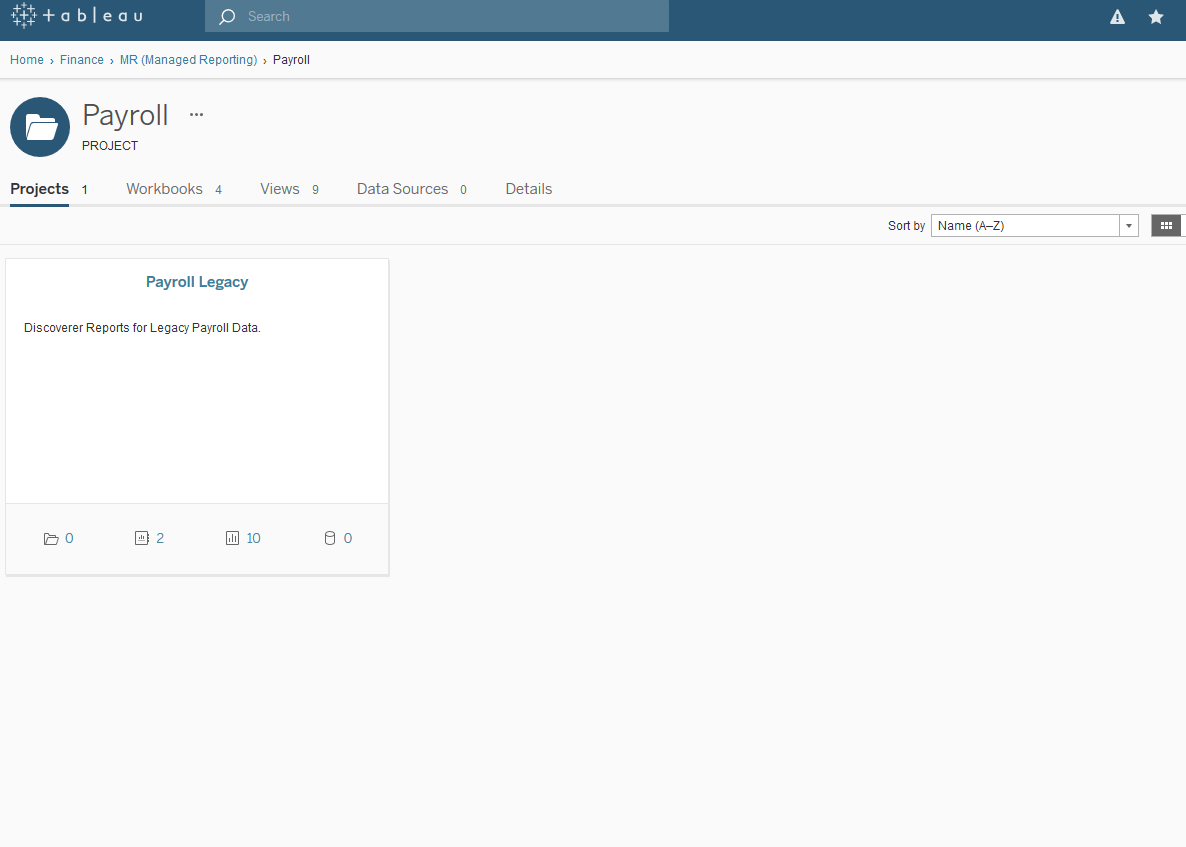 tableau Search
Home › Finance › MR (Managed Reporting) › Payroll
Payroll ...
PROJECT
Projects 1 Workbooks 4 Views 9 Data Sources 0 Details
Sort by Name (A–Z)
Payroll Legacy
Discoverer Reports for Legacy Payroll Data.
0 2 10 0